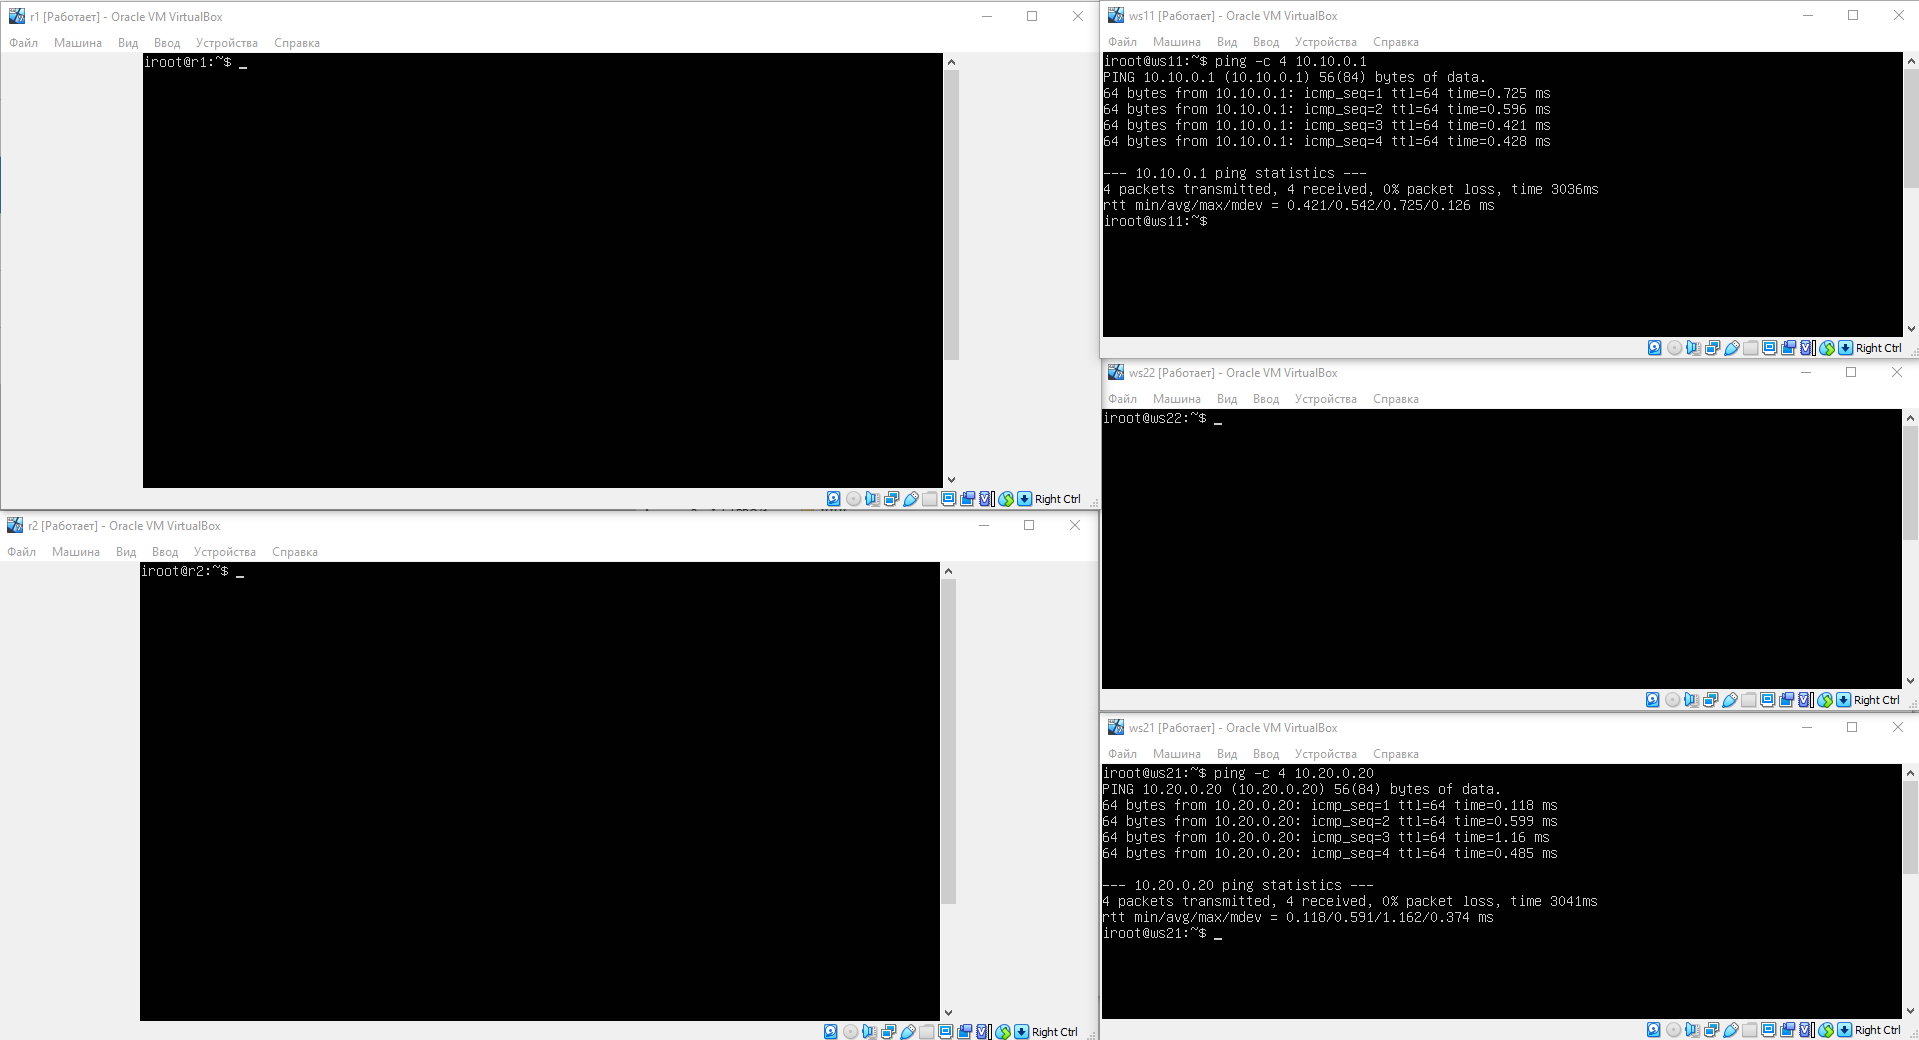 r1 [Работает] - Oracle VM VirtualBox
Файл Машина Вид Ввод Устройства Справка
iroot@r1:~$ _
Right Ctrl
r2 [Работает] - Oracle VM VirtualBox
Файл Машина Вид Ввод Устройства Справка
iroot@r2:~$ _
Right Ctrl
ws11 [Работает] - Oracle VM VirtualBox
Файл Машина Вид Ввод Устройства Справка
iroot@ws11:~$ ping -c 4 10.10.0.1
PING 10.10.0.1 (10.10.0.1) 56(84) bytes of data.
64 bytes from 10.10.0.1: icmp_seq=1 ttl=64 time=0.725 ms
64 bytes from 10.10.0.1: icmp_seq=2 ttl=64 time=0.596 ms
64 bytes from 10.10.0.1: icmp_seq=3 ttl=64 time=0.421 ms
64 bytes from 10.10.0.1: icmp_seq=4 ttl=64 time=0.428 ms
--- 10.10.0.1 ping statistics ---
4 packets transmitted, 4 received, 0% packet loss, time 3036ms
rtt min/avg/max/mdev = 0.421/0.542/0.725/0.126 ms
iroot@ws11:~$
Right Ctrl
ws22 [Работает] - Oracle VM VirtualBox
Файл Машина Вид Ввод Устройства Справка
iroot@ws22:~$ _
Right Ctrl
ws21 [Работает] - Oracle VM VirtualBox
Файл Машина Вид Ввод Устройства Справка
iroot@ws21:~$ ping -c 4 10.20.0.20
PING 10.20.0.20 (10.20.0.20) 56(84) bytes of data.
64 bytes from 10.20.0.20: icmp_seq=1 ttl=64 time=0.118 ms
64 bytes from 10.20.0.20: icmp_seq=2 ttl=64 time=0.599 ms
64 bytes from 10.20.0.20: icmp_seq=3 ttl=64 time=1.16 ms
64 bytes from 10.20.0.20: icmp_seq=4 ttl=64 time=0.485 ms
--- 10.20.0.20 ping statistics ---
4 packets transmitted, 4 received, 0% packet loss, time 3041ms
rtt min/avg/max/mdev = 0.118/0.591/1.162/0.374 ms
iroot@ws21:~$ _
Right Ctrl